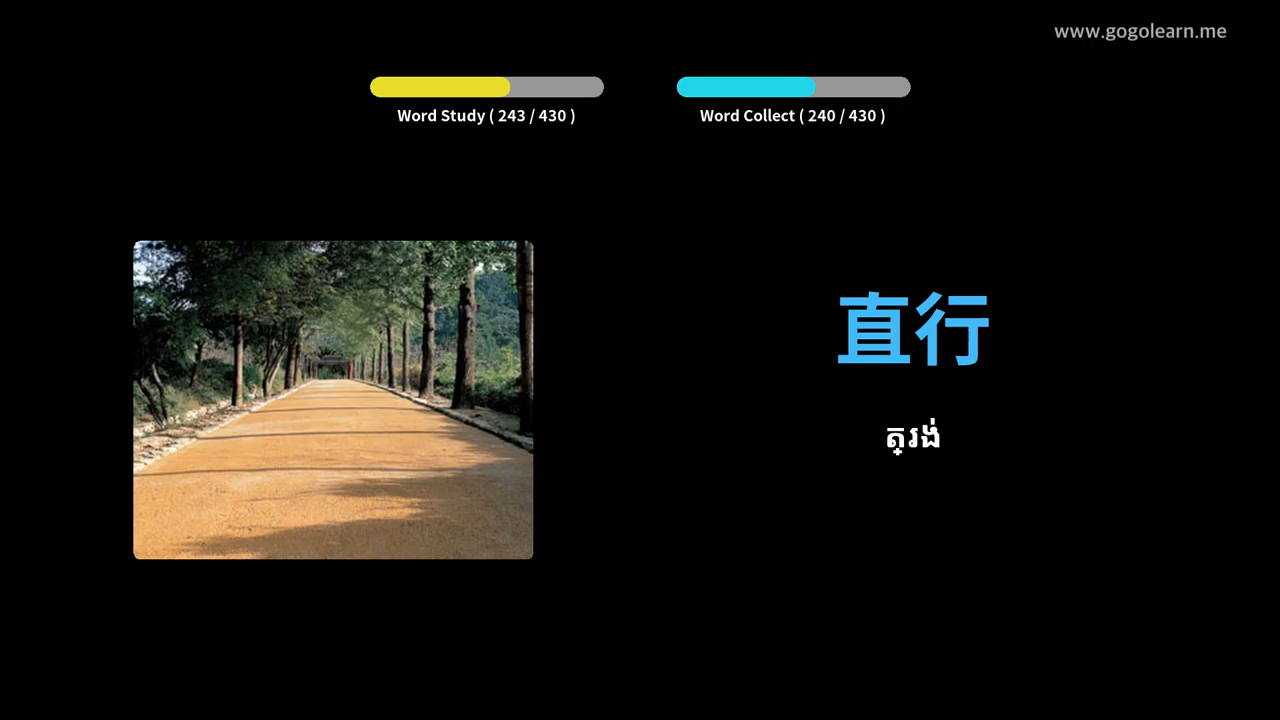 www.gogolearn.me
Word Study ( 243 / 430 )
Word Collect ( 240 / 430 )
直行
ត្រង់